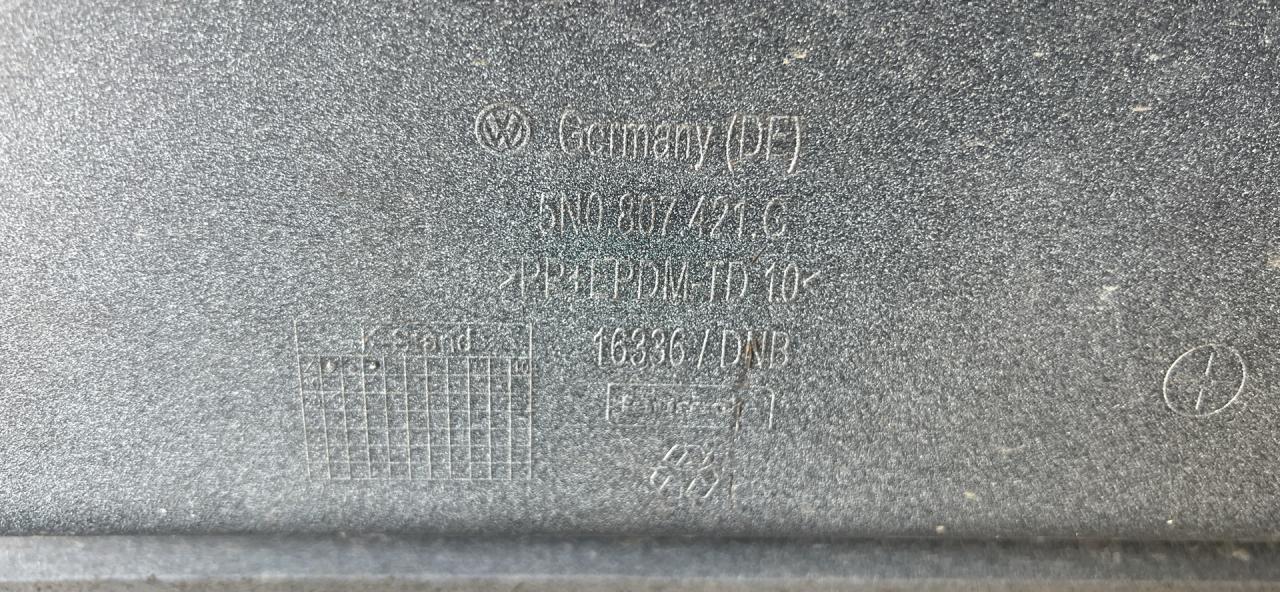 Germany (DE)
5N0.807.421.G
>PP+EPDM-TD 10<
K-Stand
16336 / DNB